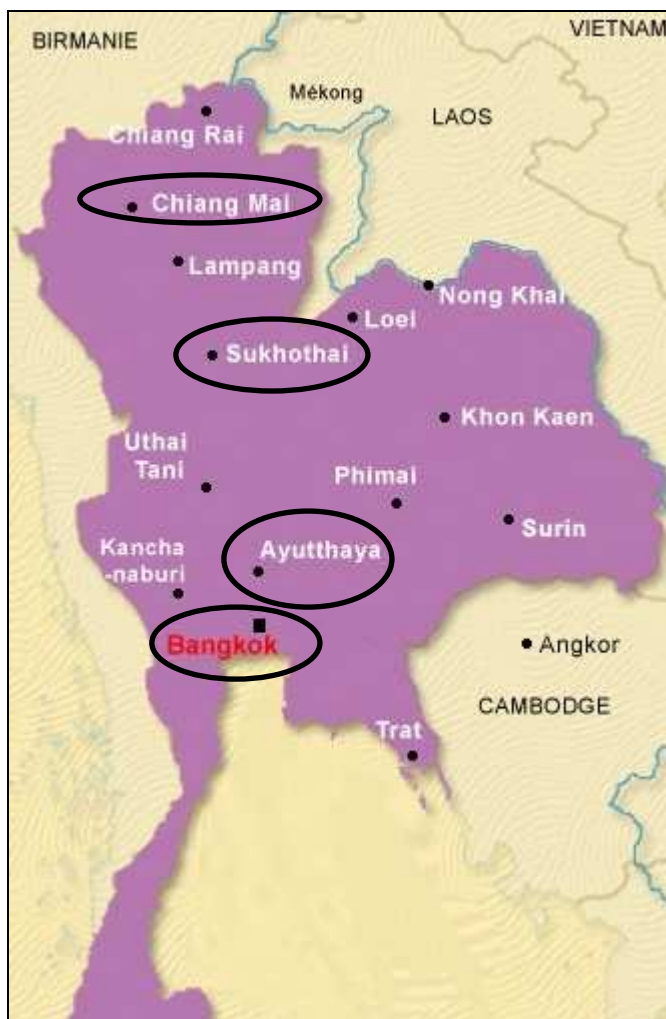 BIRMANIE
VIETNAM
Mékong
LAOS
Chiang Rai
Chiang Mai
Lampang
Nong Khai
Loei
Sukhothai
Khon Kaen
Uthai
Tani
Phimai
Surin
Ayutthaya
Kancha
-naburi
Bangkok
Angkor
CAMBODGE
Trat